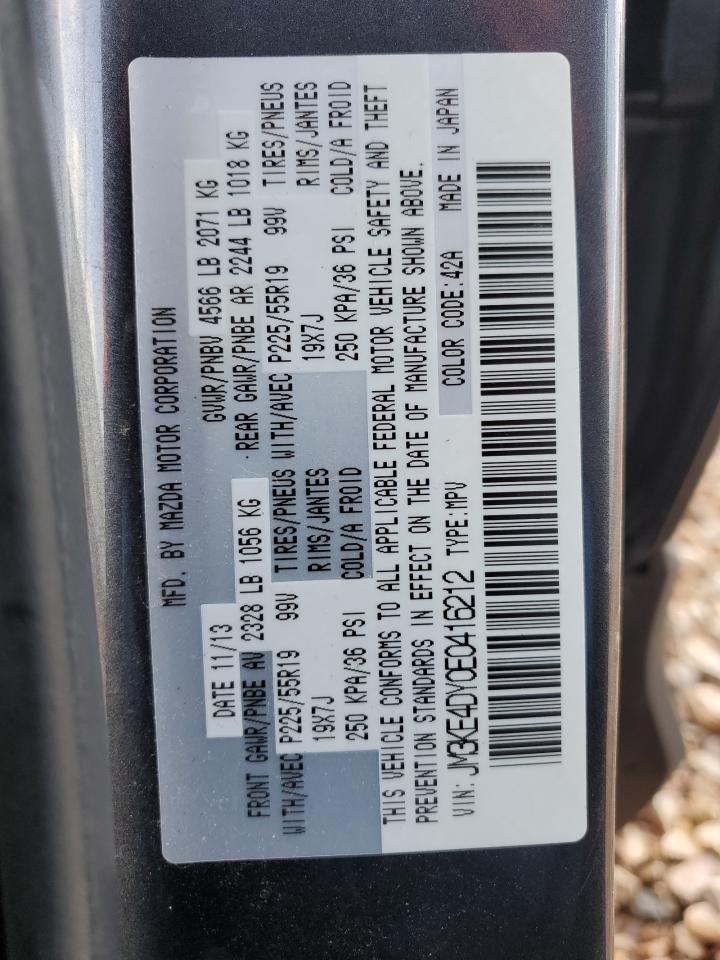 MFD. BY MAZDA MOTOR CORPORATION
DATE 11/13 GVWR/PNBV 4566 LB 2071 KG
FRONT GAWR/PNBE AV 2328 LB 1056 KG ·REAR GAWR/PNBE AR 2244 LB 1018 KG
WITH/AVEC P225/55R19 99V TIRES/PNEUS WITH/AVEC P225/55R19 99V TIRES/PNEUS
19X7J RIMS/JANTES 19X7J RIMS/JANTES
250 KPA/36 PSI COLD/A FROID 250 KPA/36 PSI COLD/A FROID
THIS VEHICLE CONFORMS TO ALL APPLICABLE FEDERAL MOTOR VEHICLE SAFETY AND THEFT
PREVENTION STANDARDS IN EFFECT ON THE DATE OF MANUFACTURE SHOWN ABOVE.
COLOR CODE:42A MADE IN JAPAN
VIN: JM3KE4DY0E0416212 TYPE:MPV